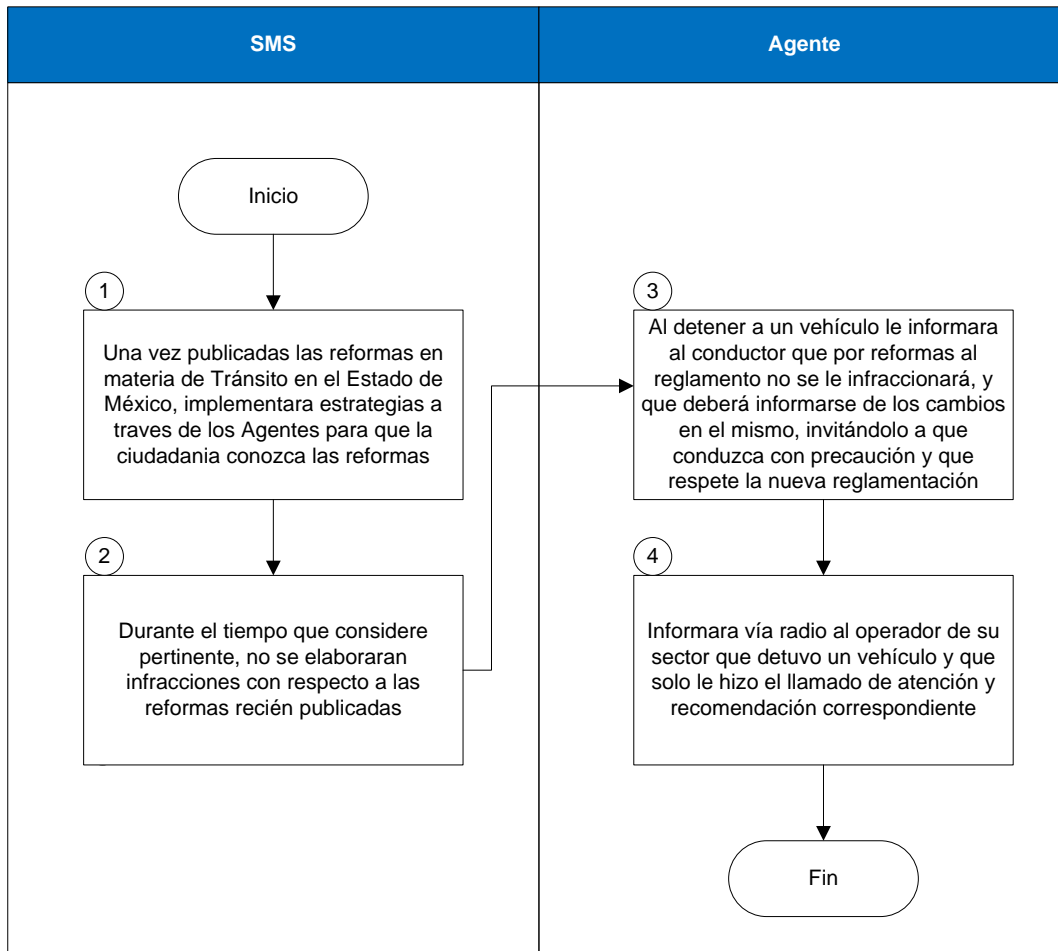 SMS
Agente
Inicio
1
Una vez publicadas las reformas en
materia de Tránsito en el Estado de
México, implementara estrategias a
traves de los Agentes para que la
ciudadania conozca las reformas
2
Durante el tiempo que considere
pertinente, no se elaboraran
infracciones con respecto a las
reformas recién publicadas
3
Al detener a un vehículo le informara
al conductor que por reformas al
reglamento no se le infraccionará, y
que deberá informarse de los cambios
en el mismo, invitándolo a que
conduzca con precaución y que
respete la nueva reglamentación
4
Informara vía radio al operador de su
sector que detuvo un vehículo y que
solo le hizo el llamado de atención y
recomendación correspondiente
Fin